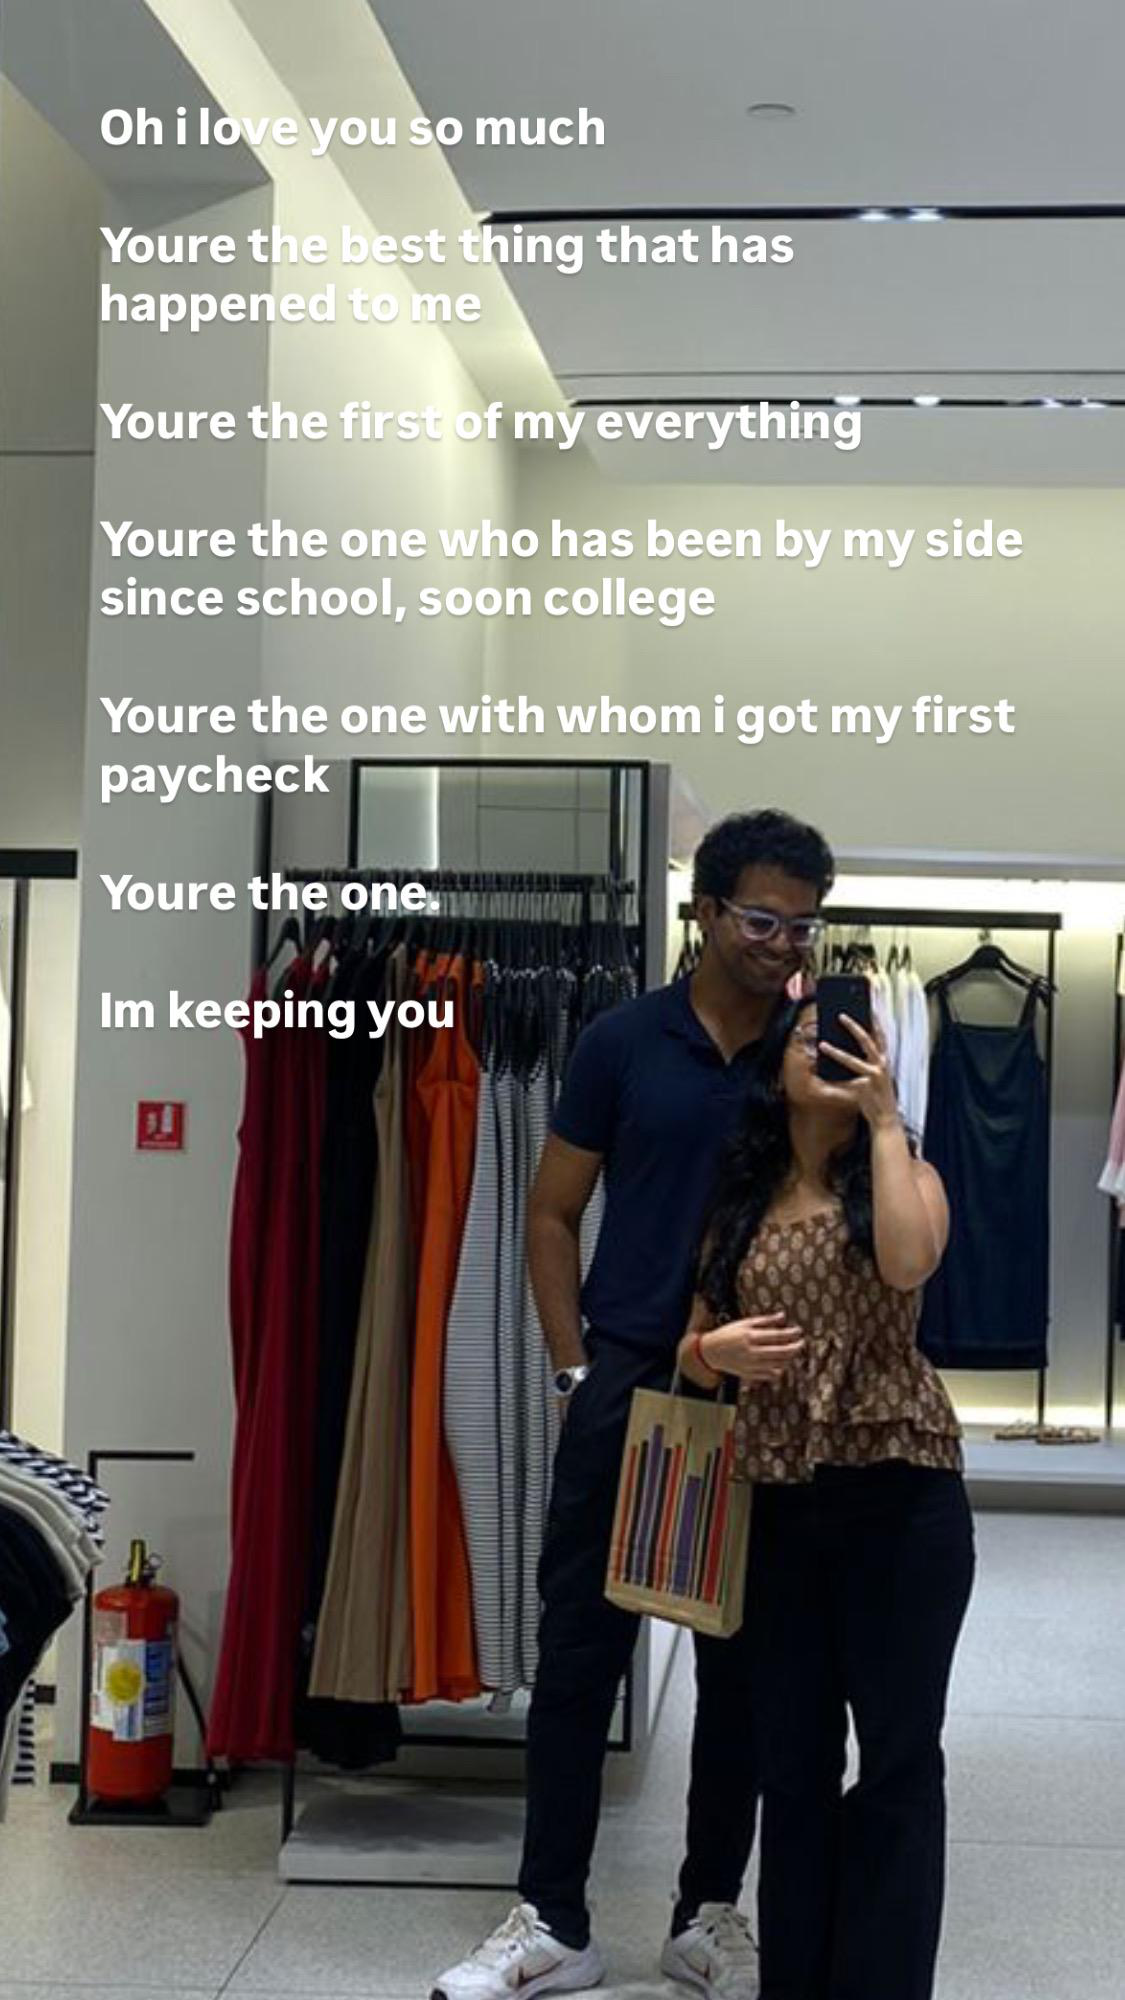 Oh i love you so much
Youre the best thing that has
happened to me
Youre the first of my everything
Youre the one who has been by my side
since school, soon college
Youre the one with whom i got my first
paycheck
Youre the one.
Im keeping you